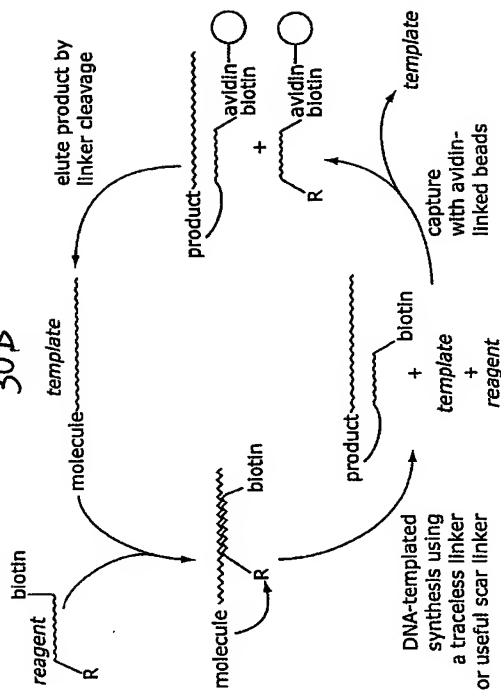 30B
biotin
reagent
R
molecule
template
elute product by
linker cleavage
molecule
R
biotin
product
avidin
biotin
+
avidin
biotin
R
DNA-templated
synthesis using
a traceless linker
or useful scar linker
product
biotin
+
template
+
reagent
capture
with avidin-
linked beads
template